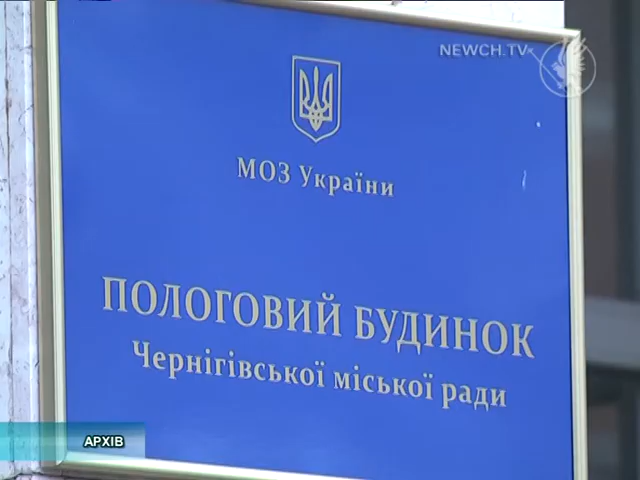 NEWCH.TV
МОЗ України
ПОЛОГОВИЙ БУДИНОК
Чернігівської міської ради
АРХІВ